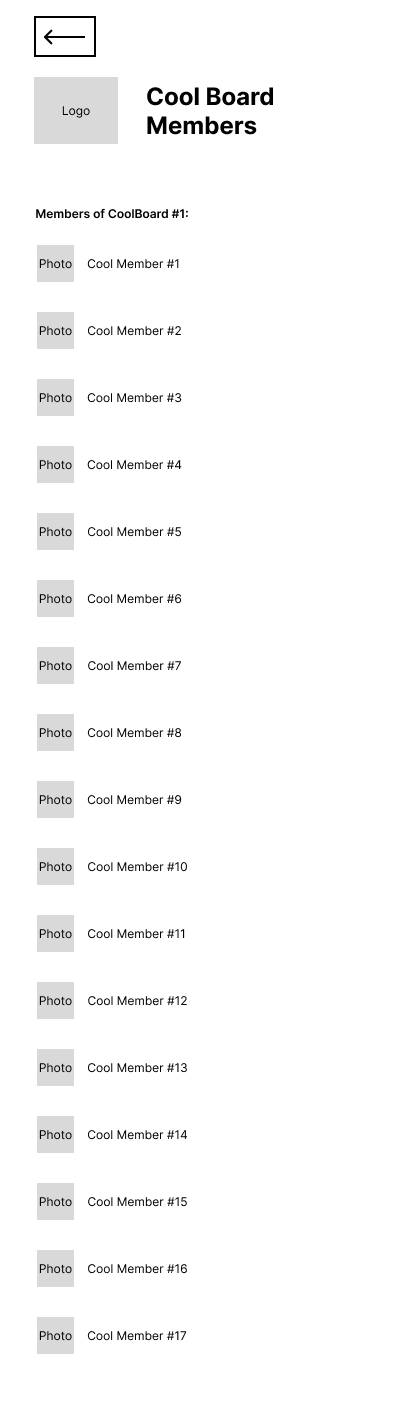 Logo
Cool Board
Members
Members of CoolBoard #1:
Photo Cool Member #1
Photo Cool Member #2
Photo Cool Member #3
Photo Cool Member #4
Photo Cool Member #5
Photo Cool Member #6
Photo Cool Member #7
Photo Cool Member #8
Photo Cool Member #9
Photo Cool Member #10
Photo Cool Member #11
Photo Cool Member #12
Photo Cool Member #13
Photo Cool Member #14
Photo Cool Member #15
Photo Cool Member #16
Photo Cool Member #17